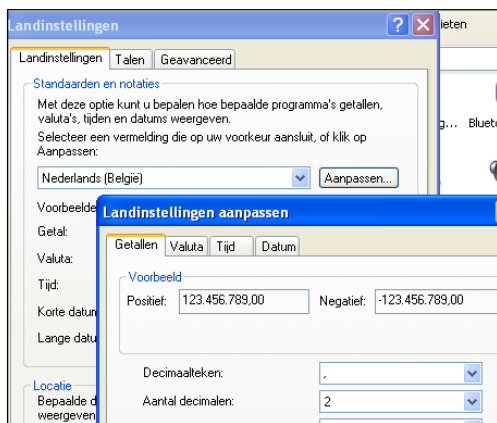 Landinstellingen
ieten
Landinstellingen Talen Geavanceerd
Standaarden en notaties
Met deze optie kunt u bepalen hoe bepaalde programma's getallen,
valuta's, tijden en datums weergeven.
Selecteer een vermelding die op uw voorkeur aansluit, of klik op
Aanpassen:
g... Bluet
Nederlands (België) Aanpassen...
Voorbeelde
Getal:
Valuta:
Tijd:
Korte datum
Lange datu
Locatie
Bepaalde d
weergeven
Landinstellingen aanpassen
Getallen Valuta Tijd Datum
Voorbeeld
Positief: 123.456.789,00 Negatief: -123.456.789,00
Decimaalteken: ,
Aantal decimalen: 2